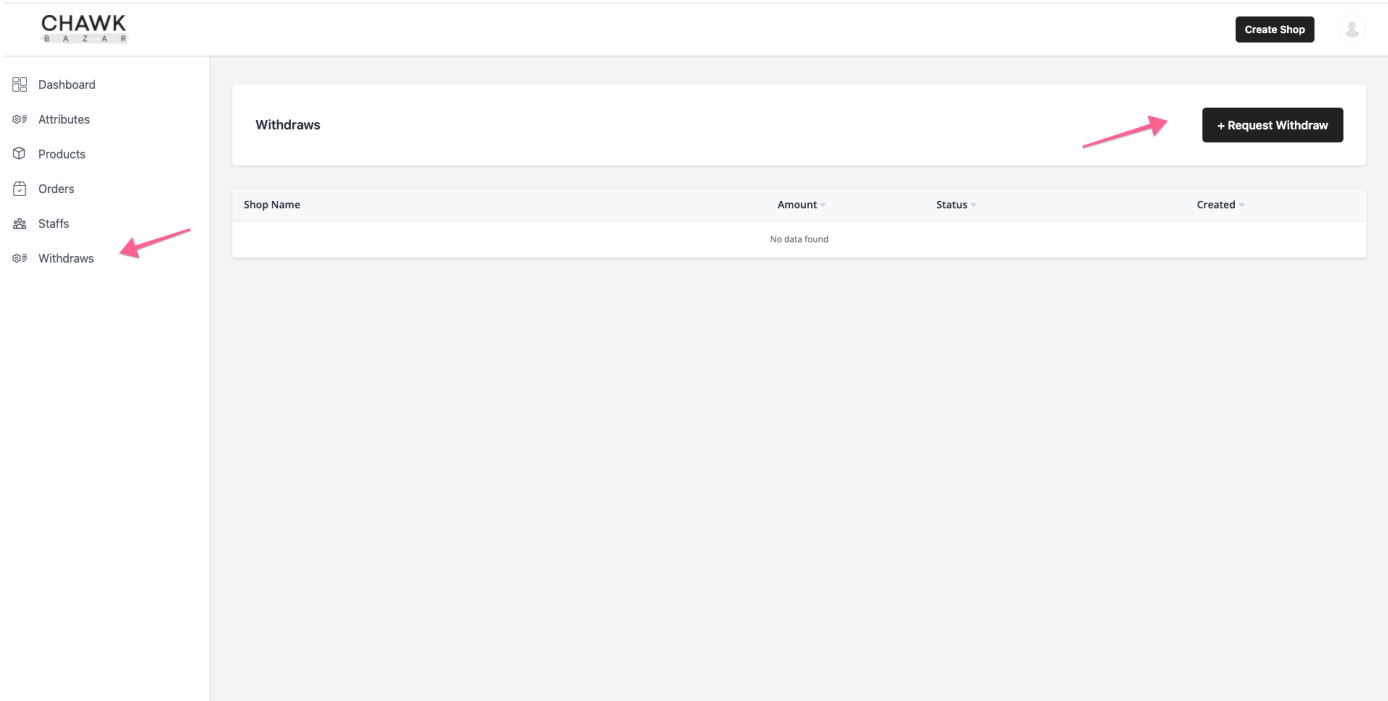 CHAWK
BAZAR
Create Shop
Dashboard
Attributes
Products
Orders
Staffs
Withdraws
Withdraws
+ Request Withdraw
Shop Name Amount Status Created
No data found